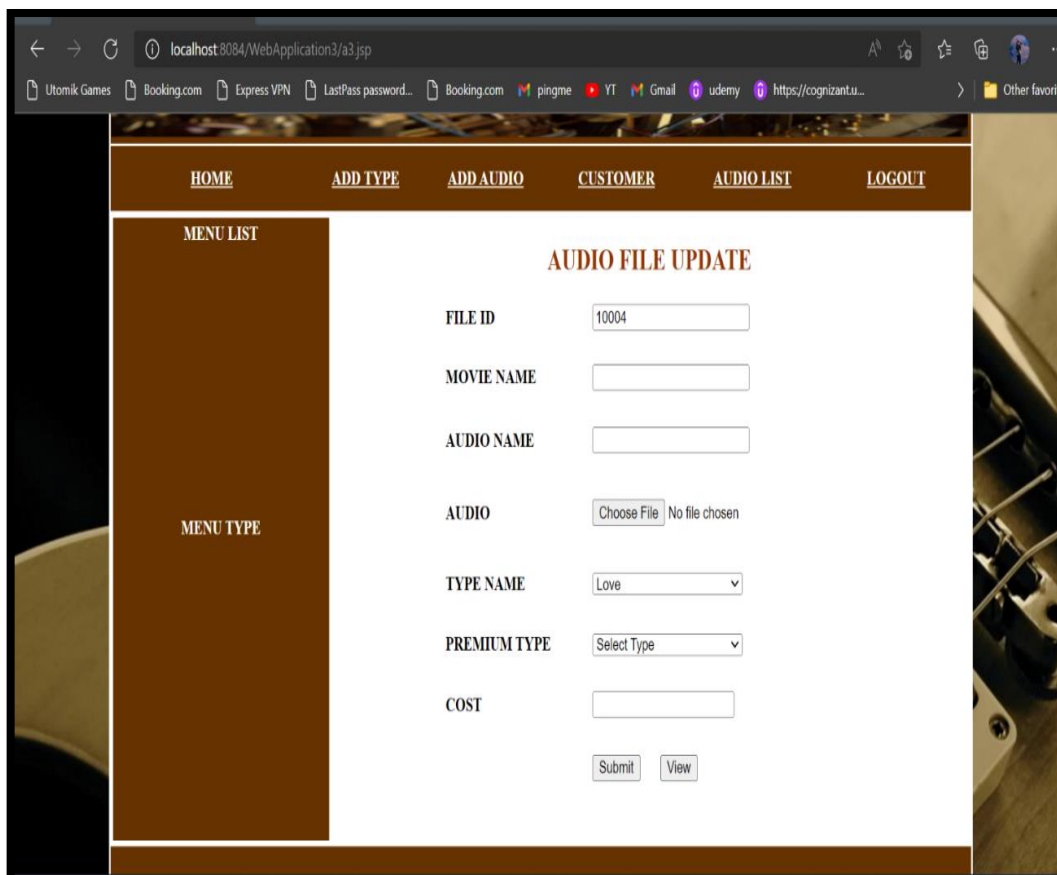 localhost:8084/WebApplication3/a3.jsp
Utomik Games Booking.com Express VPN LastPass password... Booking.com pingme YT Gmail udemy https://cognizant.u... Other favori
HOME ADD TYPE ADD AUDIO CUSTOMER AUDIO LIST LOGOUT
MENU LIST
MENU TYPE
AUDIO FILE UPDATE
FILE ID 10004
MOVIE NAME
AUDIO NAME
AUDIO Choose File No file chosen
TYPE NAME Love
PREMIUM TYPE Select Type
COST
Submit View